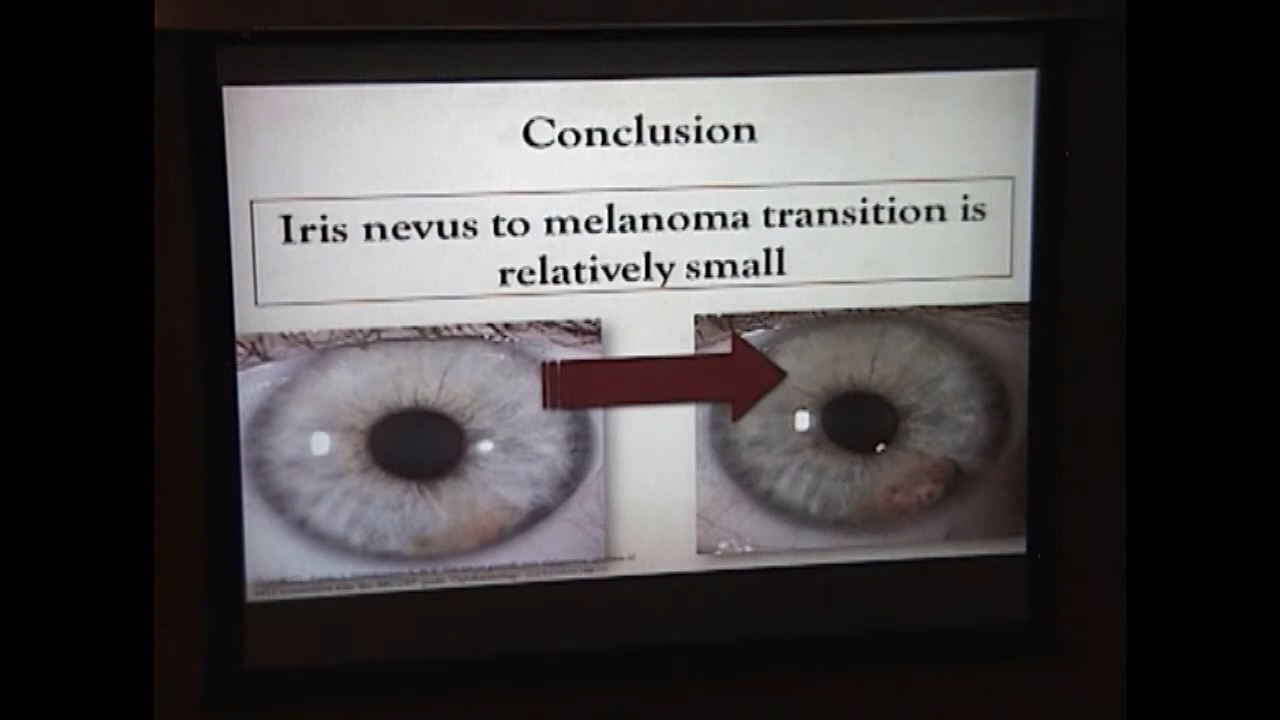 Conclusion
Iris nevus to melanoma transition is
relatively small